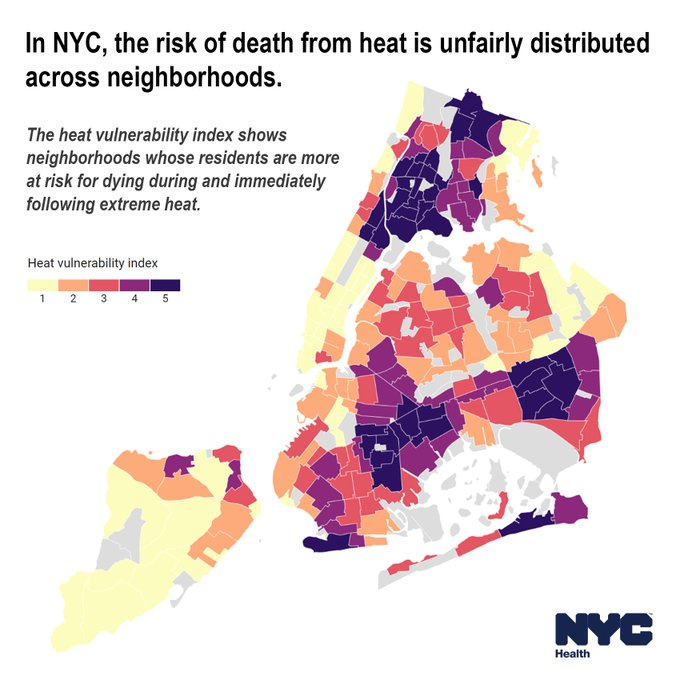 In NYC, the risk of death from heat is unfairly distributed
across neighborhoods.
The heat vulnerability index shows
neighborhoods whose residents are more
at risk for dying during and immediately
following extreme heat.
Heat vulnerability index
1 2 3 4 5
NYC
Health